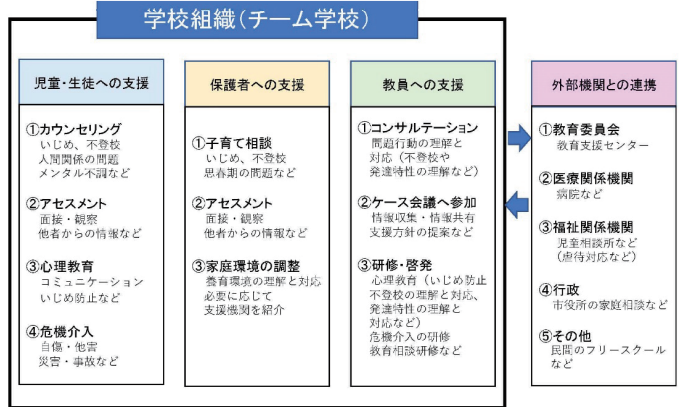 学校組織(チーム学校)
児童・生徒への支援
①カウンセリング
いじめ、不登校
人間関係の問題
メンタル不調など
②アセスメント
面接・観察
他者からの情報など
③心理教育
コミュニケーション
いじめ防止など
④危機介入
自傷・他害
災害・事故など
保護者への支援
①子育て相談
いじめ、不登校
思春期の問題など
②アセスメント
面接・観察
他者からの情報など
③家庭環境の調整
養育環境の理解と対応
必要に応じて
支援機関を紹介
教員への支援
①コンサルテーション
問題行動の理解と
対応(不登校や
発達特性の理解など)
②ケース会議へ参加
情報収集・情報共有
支援方針の提案など
③研修・啓発
心理教育(いじめ防止
不登校の理解と対応、
発達特性の理解と
対応など)
危機介入の研修
教育相談研修など
外部機関との連携
①教育委員会
教育支援センター
②医療関係機関
病院など
③福祉関係機関
児童相談所など
(虐待対応など)
④行政
市役所の家庭相談など
⑤その他
民間のフリースクール
など